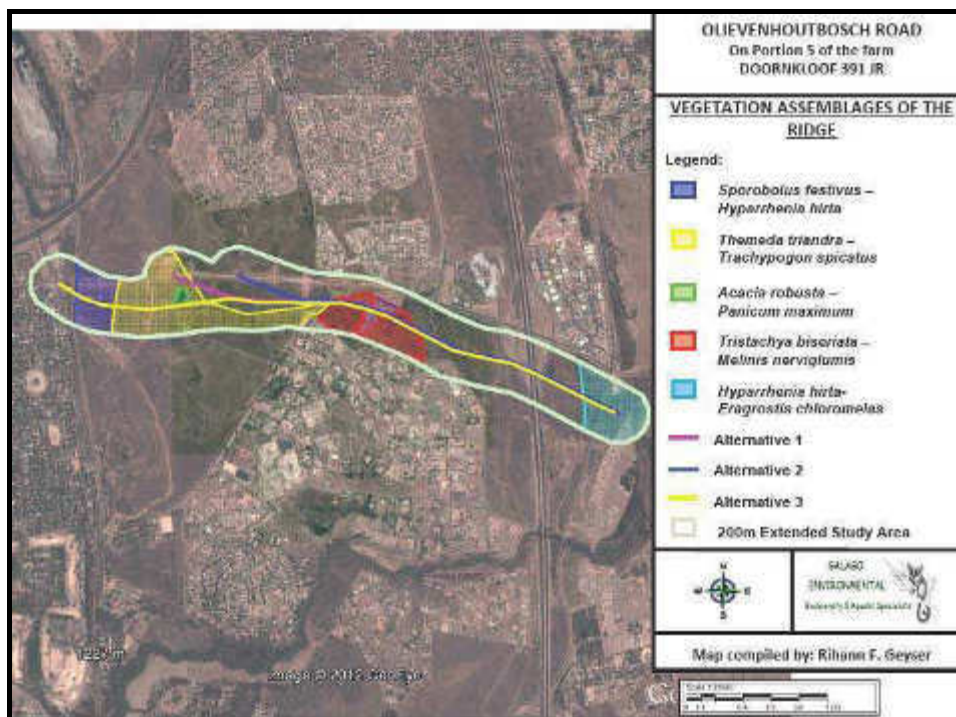 OLIEVENHOUTBOSCH ROAD
On Portion 5 of the farm
DOORNKLOOF 391 JR
VEGETATION ASSEMBLAGES OF THE
RIDGE
Legend:
Sporobolus festivus –
Hyparrhenia hirta
Themeda triandra –
Trachypogon spicatus
Acacia robusta –
Panicum maximum
Tristachya biseriata –
Melinis nerviglumis
Hyparrhenia hirta-
Eragrostis chloromelas
Alternative 1
Alternative 2
Alternative 3
200m Extended Study Area
N
W E
S
GALAGO
ENVIRONMENTAL
Map compiled by: Rihann F. Geyser
Image © 2012 GeoEye